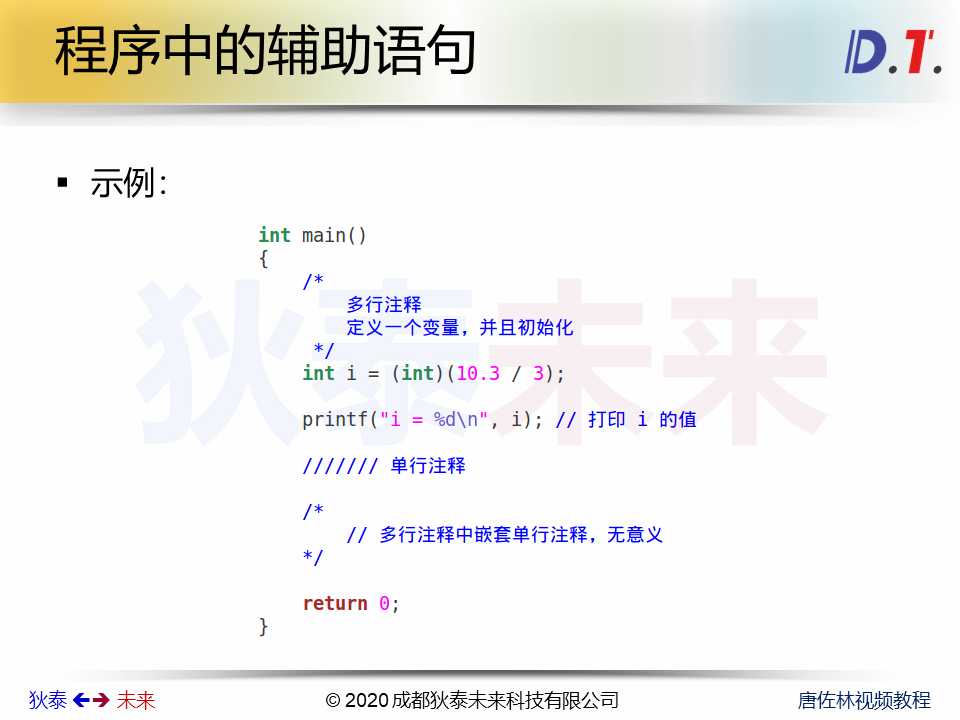 程序中的辅助语句
D.T.
▪ 示例：
int main()
{
    /*
        多行注释
        定义一个变量，并且初始化
     */
    int i = (int)(10.3 / 3);
    printf("i = %d\n", i); // 打印 i 的值
    /////// 单行注释
    /*
        // 多行注释中嵌套单行注释，无意义
    */
    return 0;
}
狄泰未来
狄泰 ←→ 未来
© 2020 成都狄泰未来科技有限公司
唐佐林视频教程